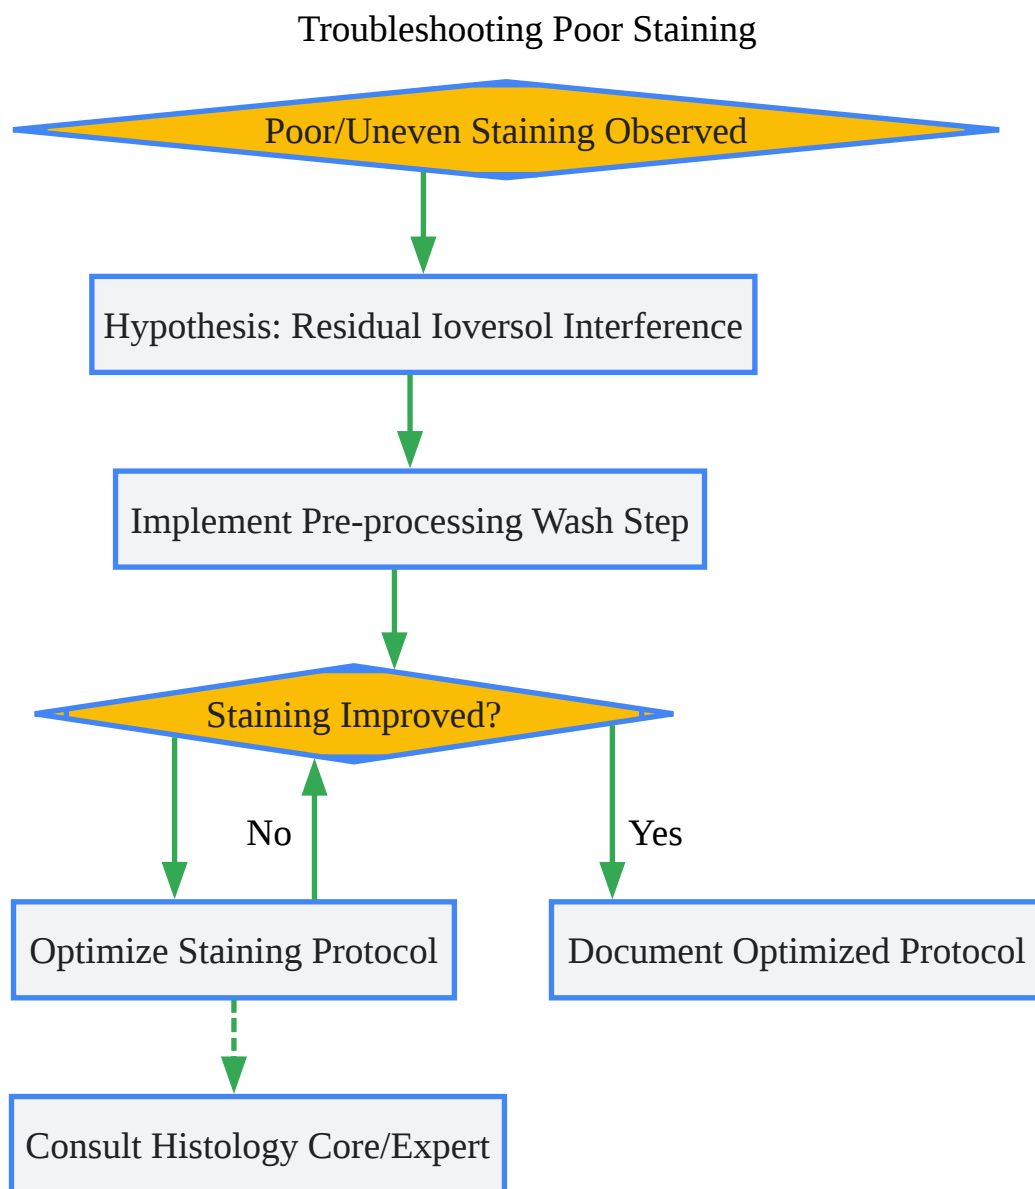 Troubleshooting Poor Staining
Poor/Uneven Staining Observed
Hypothesis: Residual Ioversol Interference
Implement Pre-processing Wash Step
Staining Improved?
No
Yes
Optimize Staining Protocol
Document Optimized Protocol
Consult Histology Core/Expert